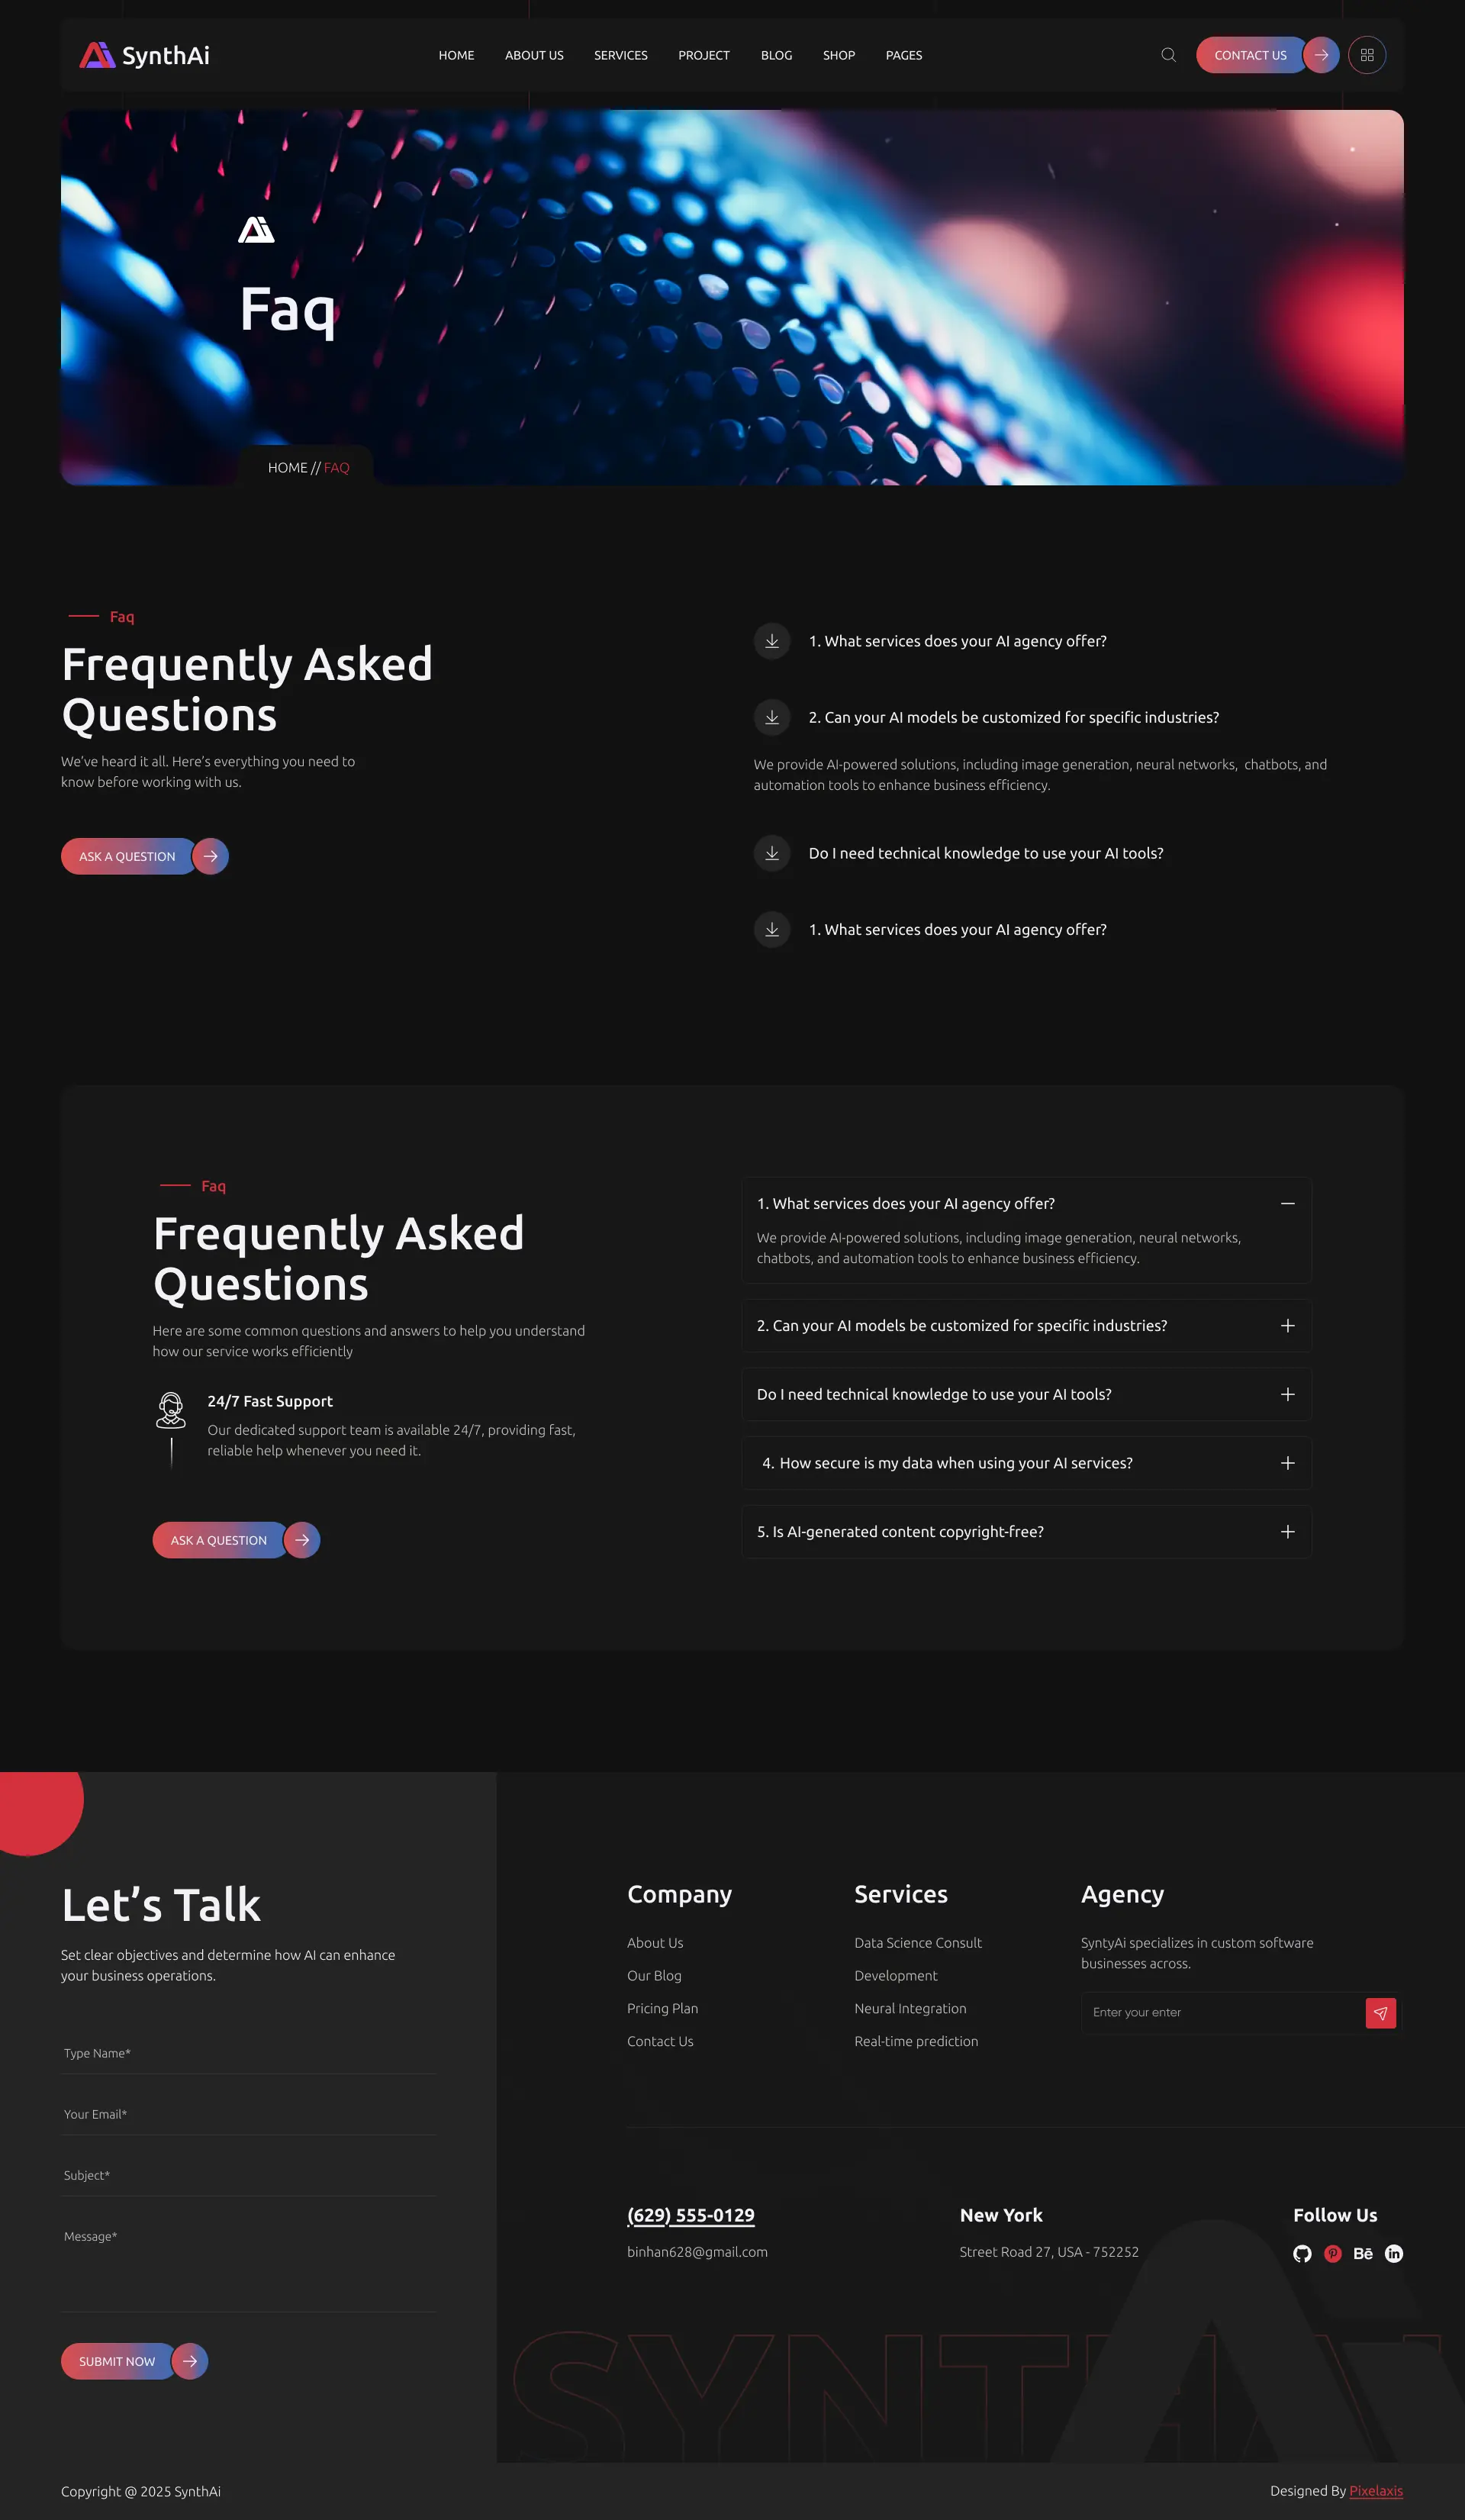 SynthAi
HOME ABOUT US SERVICES PROJECT BLOG SHOP PAGES
CONTACT US
Faq
HOME // FAQ
Faq
Frequently Asked
Questions
We've heard it all. Here's everything you need to
know before working with us.
ASK A QUESTION
1. What services does your AI agency offer?
2. Can your AI models be customized for specific industries?
We provide AI-powered solutions, including image generation, neural networks, chatbots, and
automation tools to enhance business efficiency.
Do I need technical knowledge to use your AI tools?
1. What services does your AI agency offer?
Faq
Frequently Asked
Questions
Here are some common questions and answers to help you understand
how our service works efficiently
24/7 Fast Support
Our dedicated support team is available 24/7, providing fast,
reliable help whenever you need it.
ASK A QUESTION
1. What services does your AI agency offer?
We provide AI-powered solutions, including image generation, neural networks,
chatbots, and automation tools to enhance business efficiency.
2. Can your AI models be customized for specific industries?
Do I need technical knowledge to use your AI tools?
4. How secure is my data when using your AI services?
5. Is AI-generated content copyright-free?
Let's Talk
Set clear objectives and determine how AI can enhance
your business operations.
Type Name*
Your Email*
Subject*
Message*
SUBMIT NOW
Company
About Us
Our Blog
Pricing Plan
Contact Us
Services
Data Science Consult
Development
Neural Integration
Real-time prediction
Agency
SyntyAi specializes in custom software
businesses across.
Enter your enter
(629) 555-0129
binhan628@gmail.com
New York
Street Road 27, USA - 752252
Follow Us
Bē
in
SYNTHAI
Copyright @ 2025 SynthAi
Designed By Pixelaxis